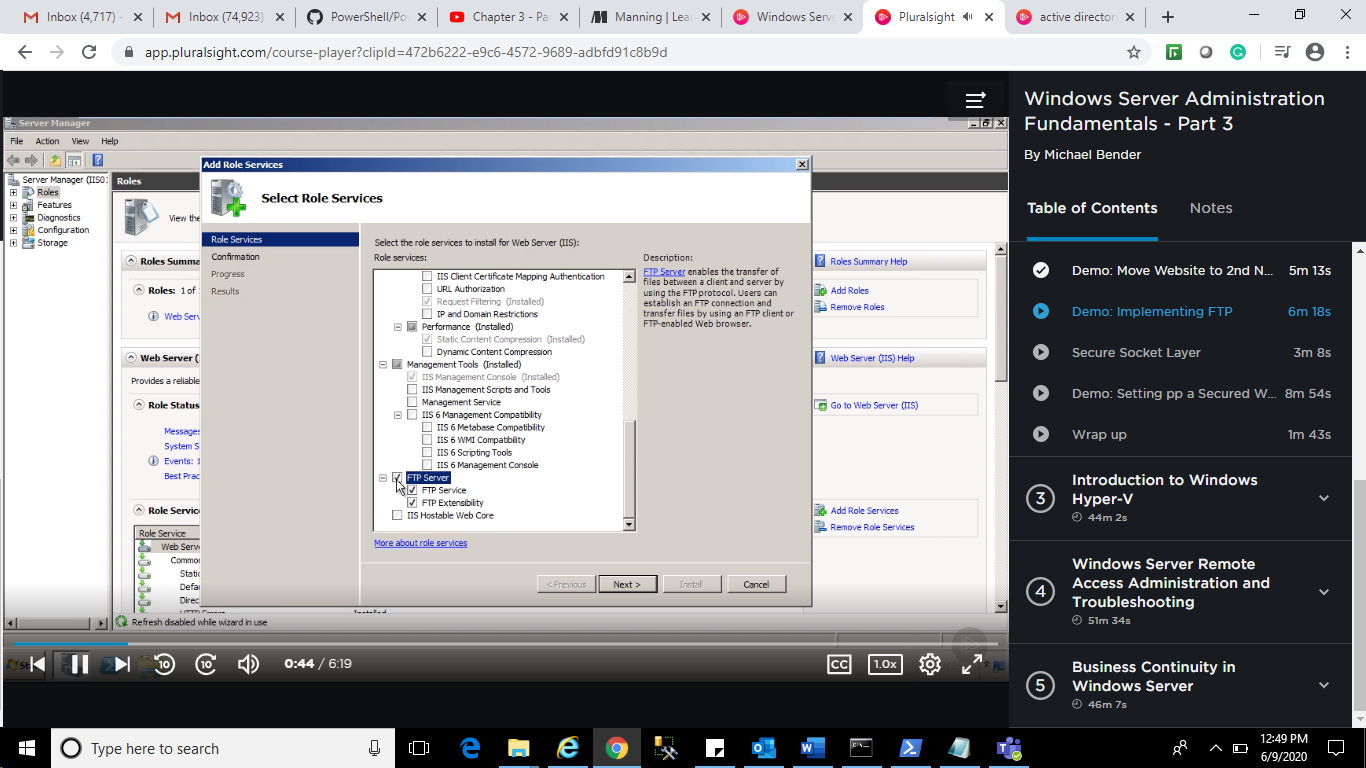 Inbox (4,717) -
Inbox (74,923)
PowerShell/Po
Chapter 3 - Pa
Manning | Lea
Windows Serv
Pluralsight
active director
app.pluralsight.com/course-player?clipId=472b6222-e9c6-4572-9689-adbfd91c8b9d
Server Manager
File Action View Help
Server Manager (IIS0
Roles
Features
Diagnostics
Configuration
Storage
Roles
View the
Roles Summa
Roles: 1 of
Web Serv
Web Server (
Provides a reliable
Role Status
Messages
System S
Events: 1
Best Prac
Role Servic
Role Service
Web Serv
Common
Static
Defau
Direc
HTTP Errors Installed
Refresh disabled while wizard in use
Add Role Services
Select Role Services
Role Services
Confirmation
Progress
Results
Select the role services to install for Web Server (IIS):
Role services:
IIS Client Certificate Mapping Authentication
URL Authorization
Request Filtering (Installed)
IP and Domain Restrictions
Performance (Installed)
Static Content Compression (Installed)
Dynamic Content Compression
Management Tools (Installed)
IIS Management Console (Installed)
IIS Management Scripts and Tools
Management Service
IIS 6 Management Compatibility
IIS 6 Metabase Compatibility
IIS 6 WMI Compatibility
IIS 6 Scripting Tools
IIS 6 Management Console
FTP Server
FTP Service
FTP Extensibility
IIS Hostable Web Core
More about role services
Description:
FTP Server enables the transfer of
files between a client and server by
using the FTP protocol. Users can
establish an FTP connection and
transfer files by using an FTP client or
FTP-enabled Web browser.
< Previous
Next >
Install
Cancel
Roles Summary Help
Add Roles
Remove Roles
Web Server (IIS) Help
Go to Web Server (IIS)
Add Role Services
Remove Role Services
10
10
0:44 / 6:19
CC
1.0x
Windows Server Administration
Fundamentals - Part 3
By Michael Bender
Table of Contents
Notes
Demo: Move Website to 2nd N... 5m 13s
Demo: Implementing FTP 6m 18s
Secure Socket Layer 3m 8s
Demo: Setting pp a Secured W... 8m 54s
Wrap up 1m 43s
3
Introduction to Windows
Hyper-V
44m 2s
4
Windows Server Remote
Access Administration and
Troubleshooting
51m 34s
5
Business Continuity in
Windows Server
46m 7s
Type here to search
12:49 PM
6/9/2020